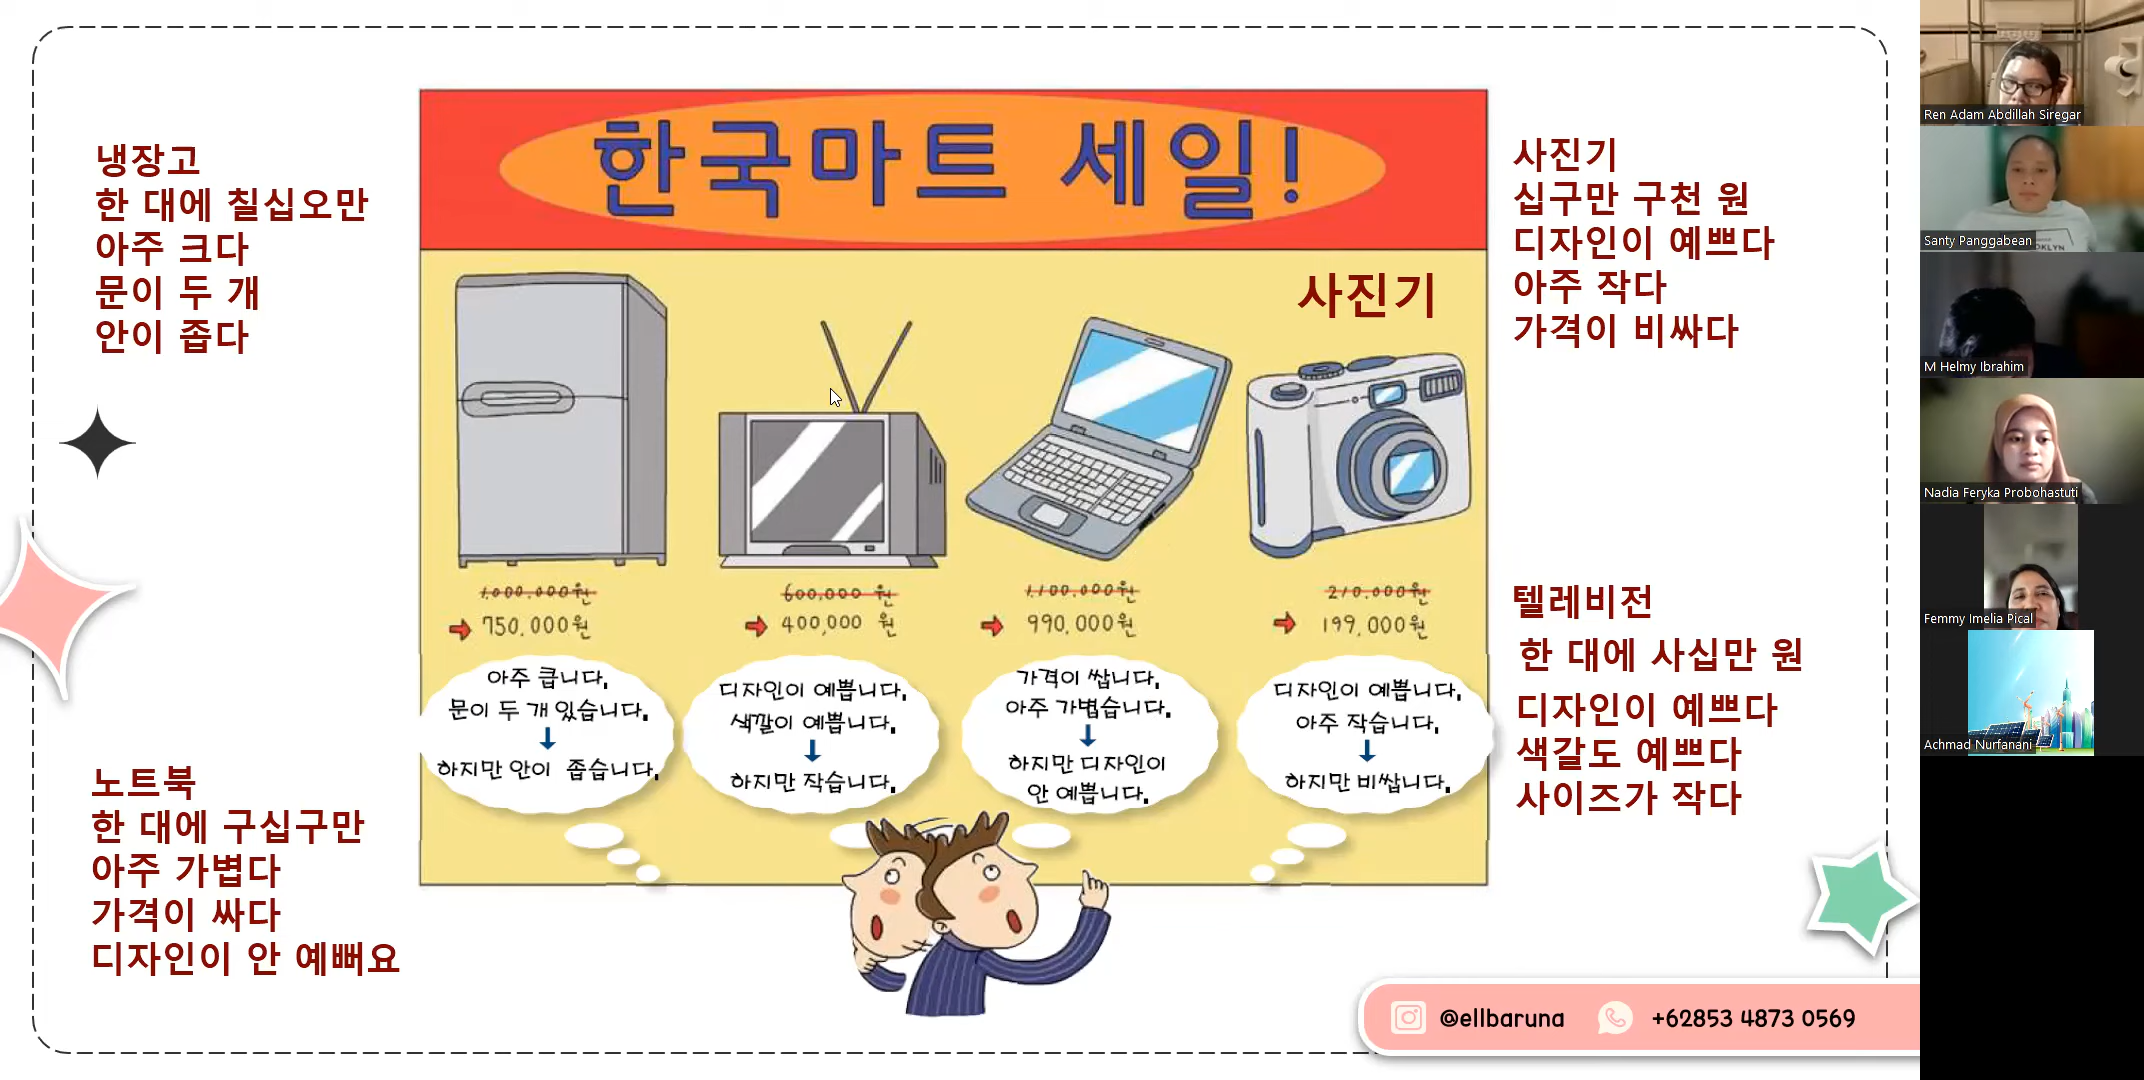 냉장고
한 대에 칠십오만
아주 크다
문이 두 개
안이 좁다
노트북
한 대에 구십구만
아주 가볍다
가격이 싸다
디자인이 안 예뻐요
한국마트 세일!
사진기
1.000.000원
750.000원
600,000 원
400,000 원
1.100.000원
990.000원
210.000원
199.000원
아주 큽니다.
문이 두 개 있습니다.
하지만 안이 좁습니다.
디자인이 예쁩니다.
색깔이 예쁩니다.
하지만 작습니다.
가격이 쌉니다.
아주 가볍습니다.
하지만 디자인이
안 예쁩니다.
디자인이 예쁩니다.
아주 작습니다.
하지만 비쌉니다.
사진기
십구만 구천 원
디자인이 예쁘다
아주 작다
가격이 비싸다
텔레비전
한 대에 사십만 원
디자인이 예쁘다
색갈도 예쁘다
사이즈가 작다
@ellbaruna
+62853 4873 0569
Ren Adam Abdillah Siregar
Santy Panggabean
M Helmy Ibrahim
Nadia Feryka Probohastuti
Femmy Imelia Pical
Achmad Nurfanani